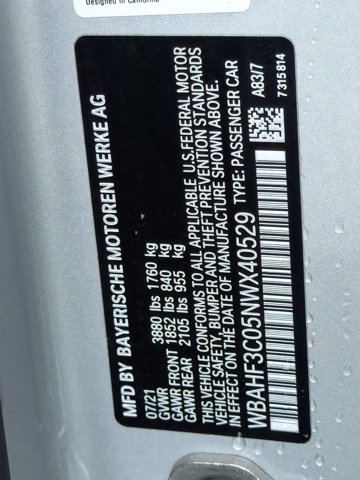 Designed in California
MFD BY BAYERISCHE MOTOREN WERKE AG
07/21
GVWR 3880 lbs 1760 kg
GAWR FRONT 1852 lbs 840 kg
GAWR REAR 2105 lbs 955 kg
THIS VEHICLE CONFORMS TO ALL APPLICABLE U.S. FEDERAL MOTOR
VEHICLE SAFETY, BUMPER AND THEFT PREVENTION STANDARDS
IN EFFECT ON THE DATE OF MANUFACTURE SHOWN ABOVE.
WBAHF3C05NWX40529 TYPE: PASSENGER CAR
A83/7
7315814